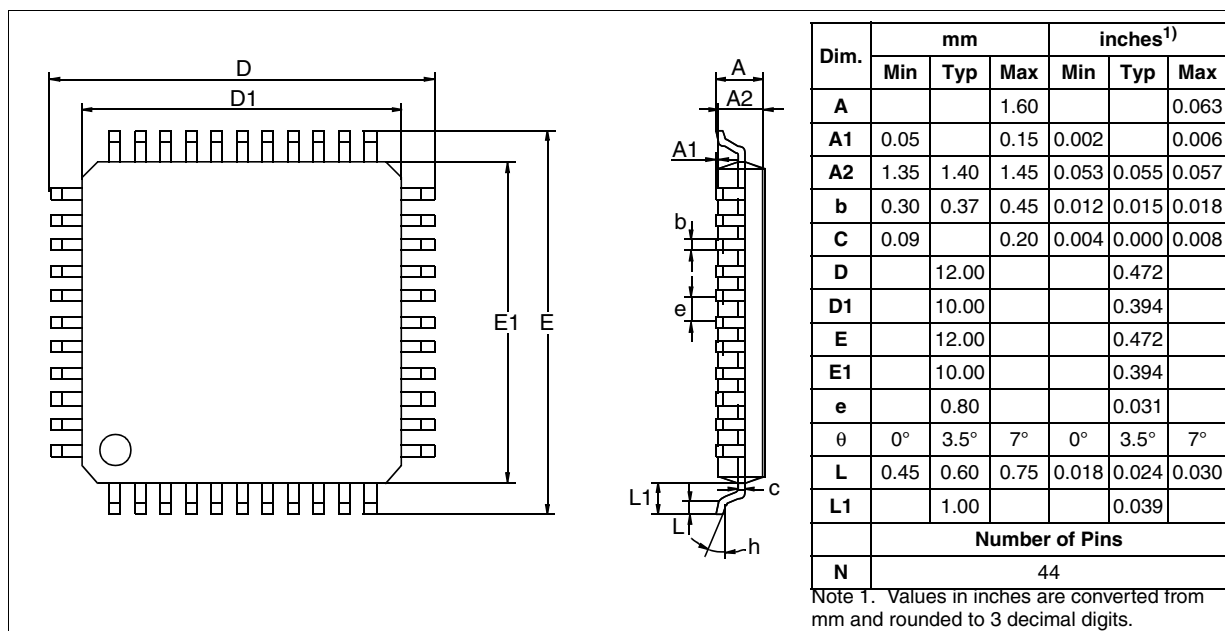 D
D1
A
A2
A1
b
e
E1
E
L1
c
L
h
Dim. mm inches1)
Min Typ Max Min Typ Max
A 1.60 0.063
A1 0.05 0.15 0.002 0.006
A2 1.35 1.40 1.45 0.053 0.055 0.057
b 0.30 0.37 0.45 0.012 0.015 0.018
C 0.09 0.20 0.004 0.000 0.008
D 12.00 0.472
D1 10.00 0.394
E 12.00 0.472
E1 10.00 0.394
e 0.80 0.031
θ 0° 3.5° 7° 0° 3.5° 7°
L 0.45 0.60 0.75 0.018 0.024 0.030
L1 1.00 0.039
Number of Pins
N 44
Note 1. Values in inches are converted from
mm and rounded to 3 decimal digits.